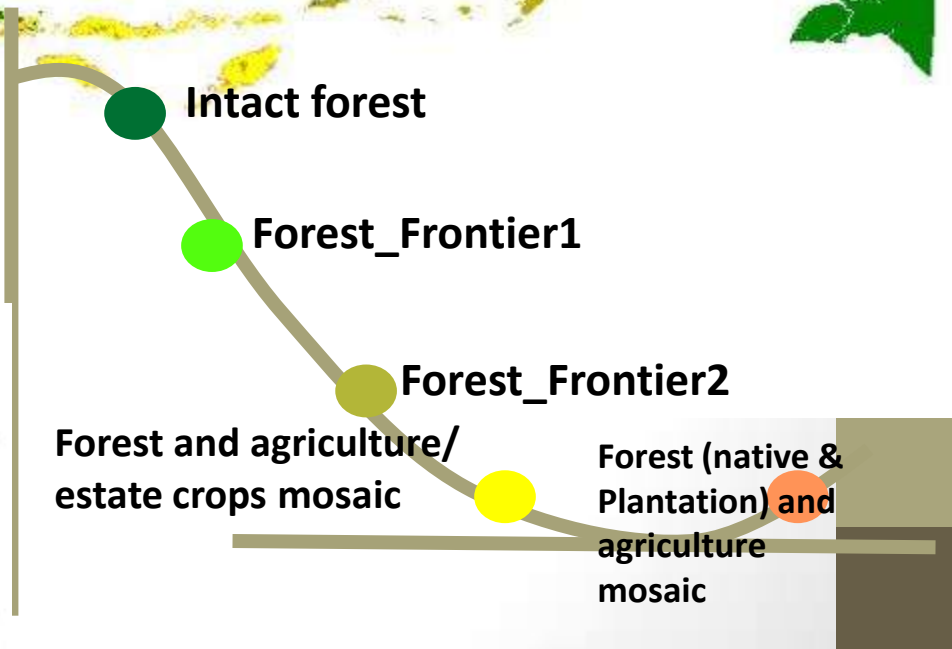 Intact forest
Forest_Frontier1
Forest_Frontier2
Forest and agriculture/
estate crops mosaic
Forest (native &
Plantation) and
agriculture
mosaic